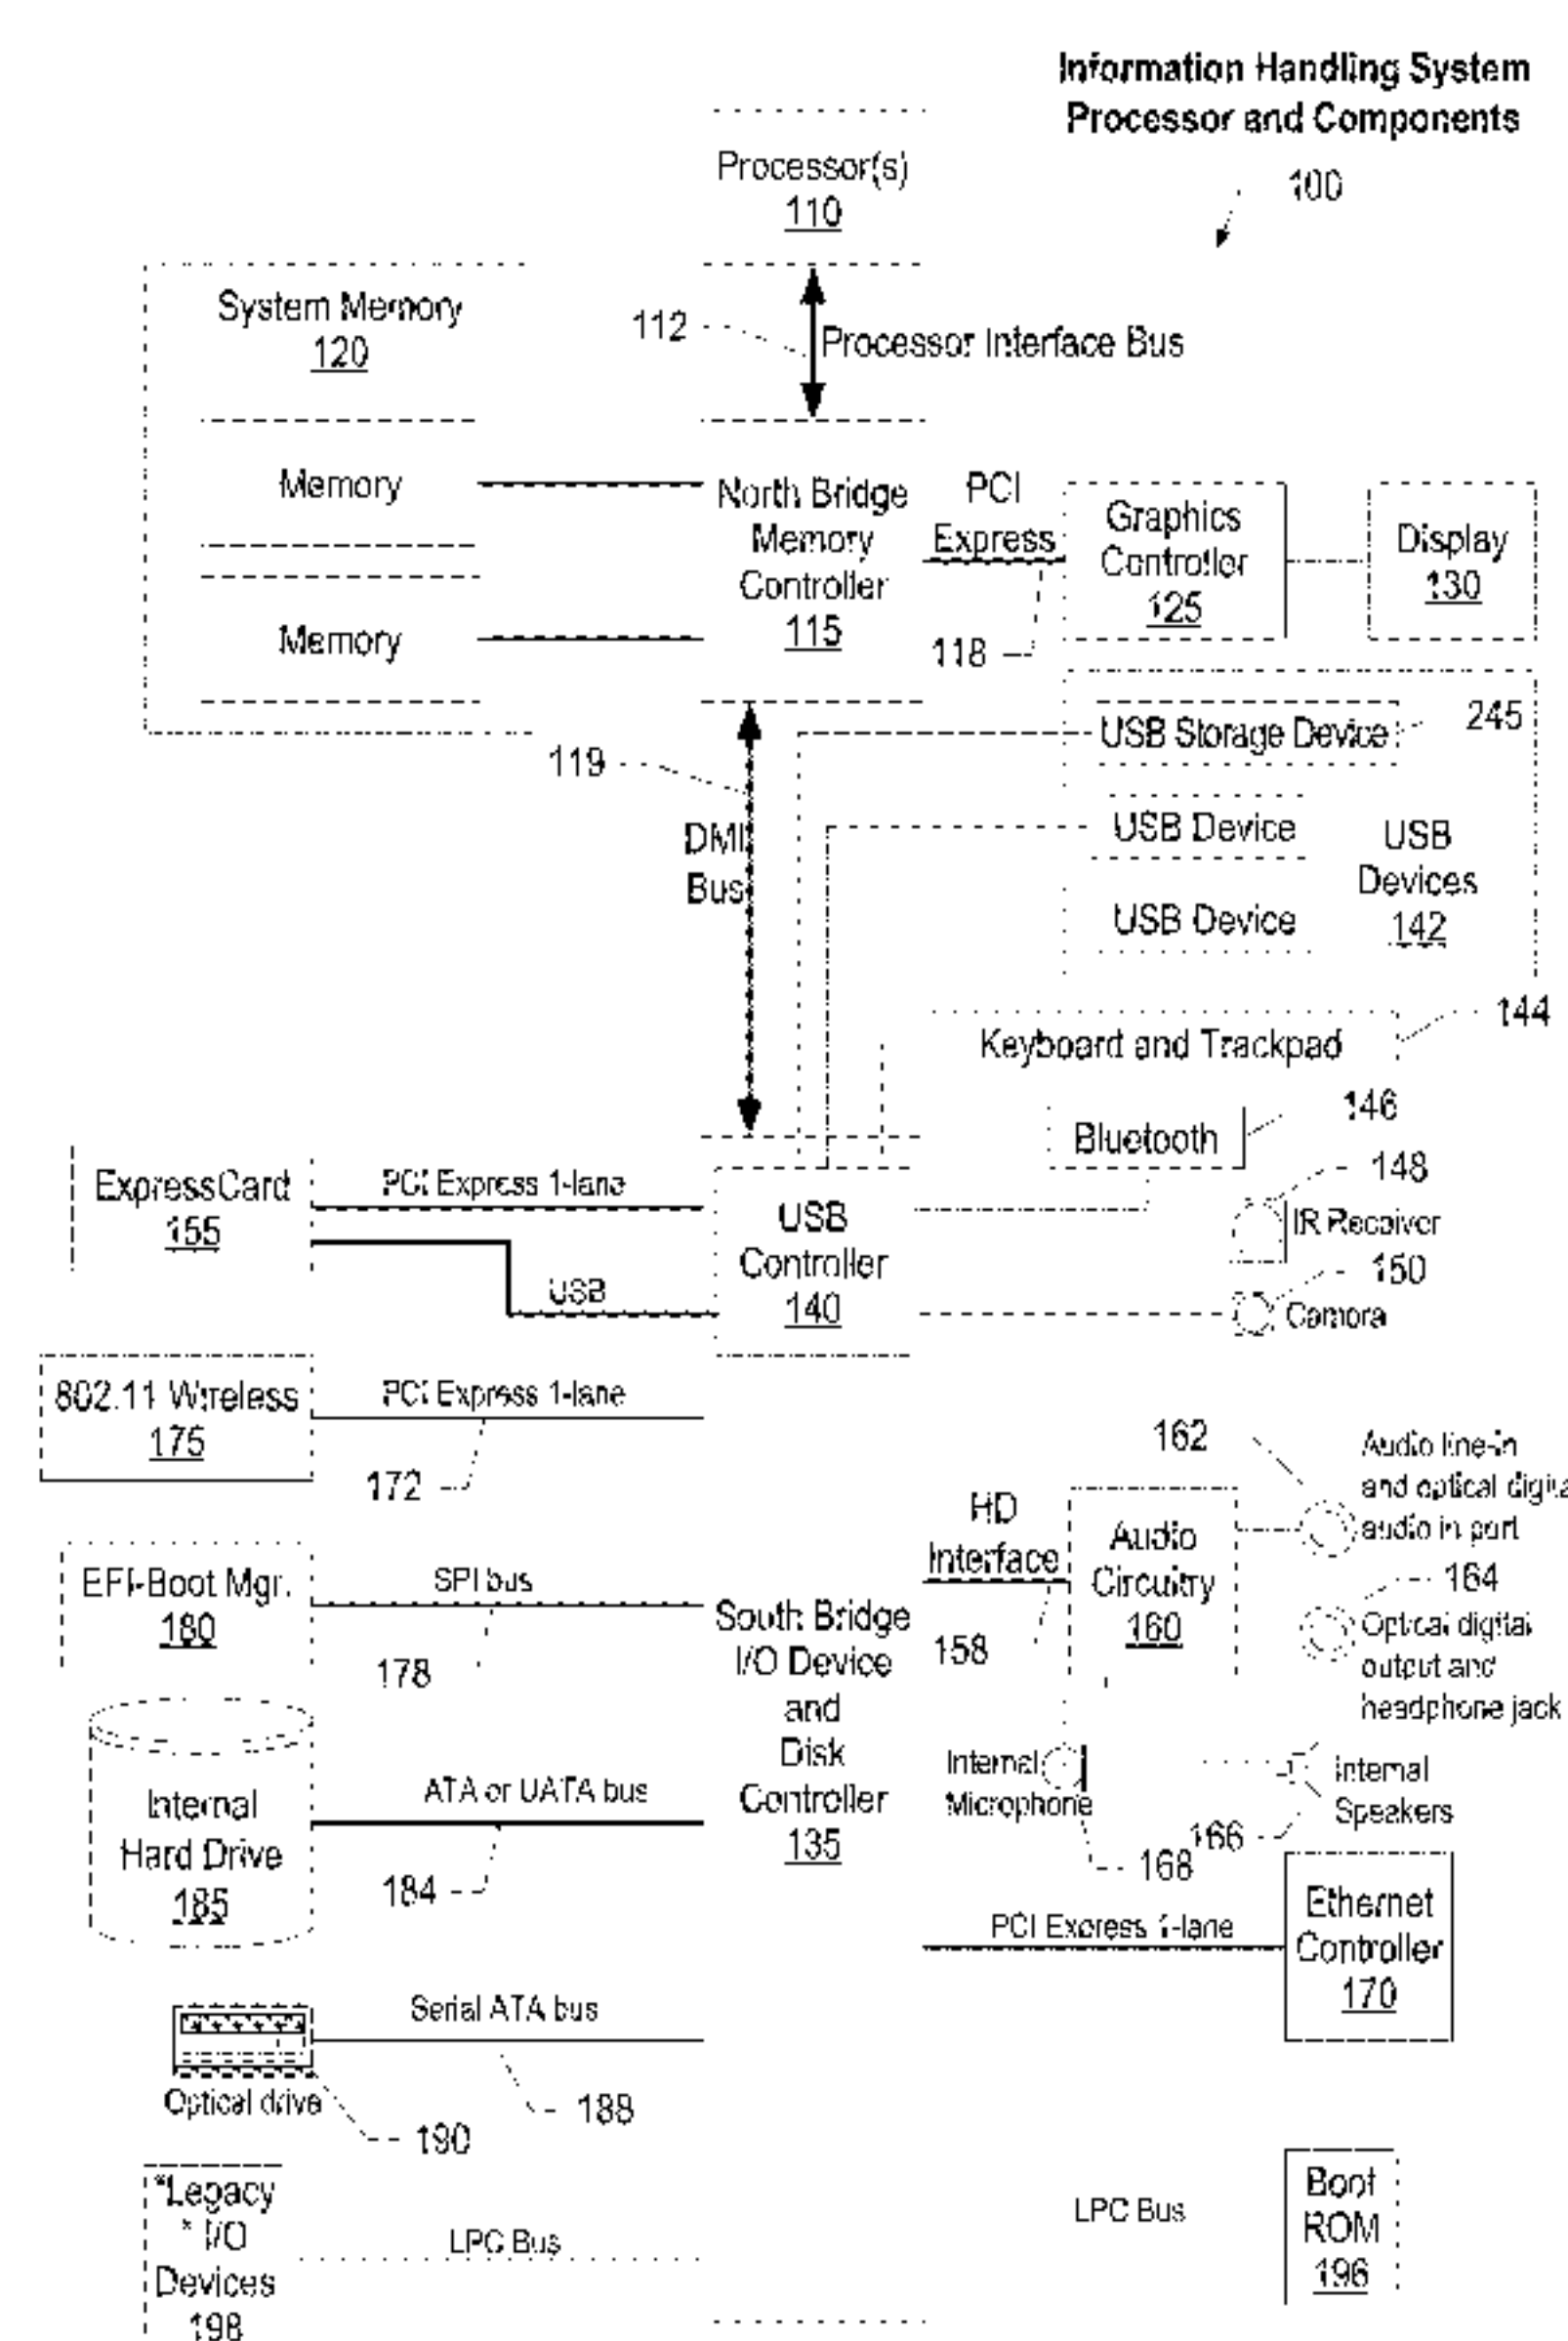 Information Handling System
Processor and Components
100
Processor(s)
110
System Memory
120
112
Processor Interface Bus
Memory
Memory
North Bridge
Memory
Controller
115
PCI
Express
118
Graphics
Controller
125
Display
130
USB Storage Device
245
119
DMI
Bus
USB Device
USB Device
USB
Devices
142
Keyboard and Trackpad
144
Bluetooth
146
148
IR Receiver
150
Camera
ExpressCard
155
PCI Express 1-lane
USB
USB
Controller
140
802.11 Wireless
175
PCI Express 1-lane
172
162
Audio line-in
and optical digita
audio in port
HD
Interface
158
Audio
Circuitry
160
164
Optical digital
output and
headphone jack
EFI-Boot Mgr.
180
SPI bus
178
South Bridge
I/O Device
and
Disk
Controller
135
Internal
Microphone
168
166
Internal
Speakers
Internal
Hard Drive
185
ATA or UATA bus
184
PCI Express 1-lane
Ethernet
Controller
170
Serial ATA bus
188
Optical drive
190
"Legacy
" I/O
Devices
198
LPC Bus
LPC Bus
Boot
ROM
196